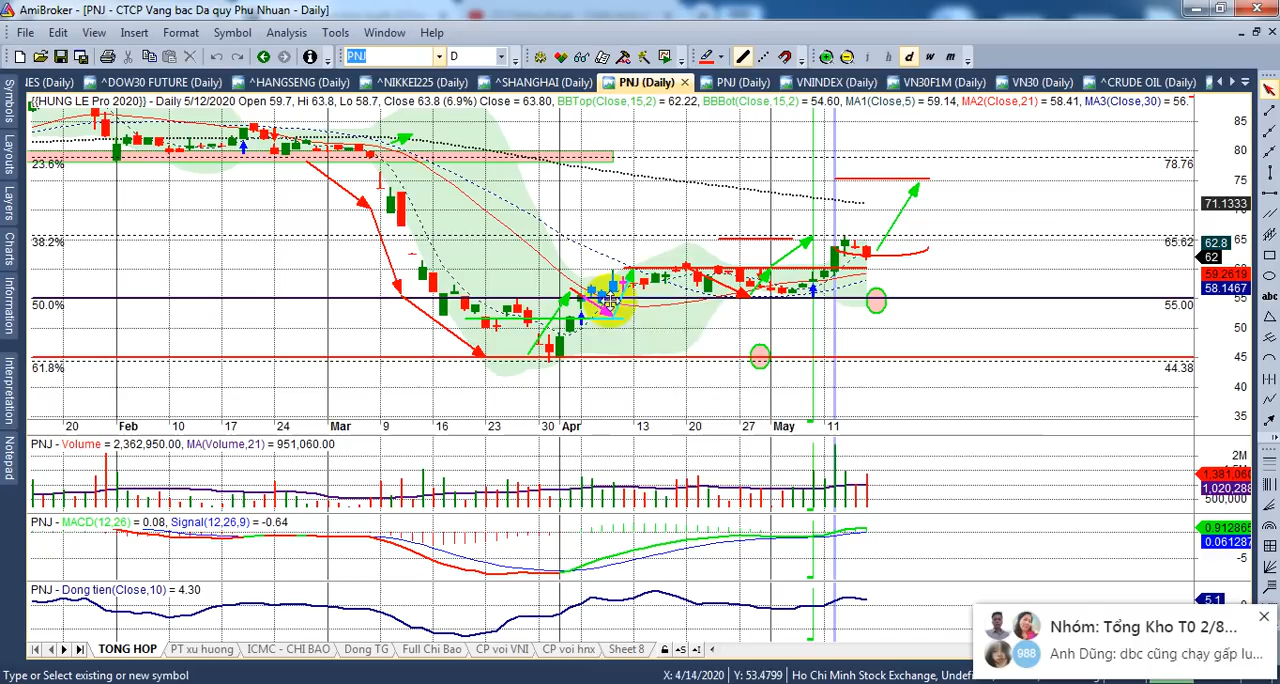 AmiBroker - [PNJ - CTCP Vang bac Da quy Phu Nhuan - Daily]
File Edit View Insert Format Symbol Analysis Tools Window Help
PNJ D i h d w m
IES (Daily) ^DOW30 FUTURE (Daily) ^HANGSENG (Daily) ^NIKKEI225 (Daily) ^SHANGHAI (Daily) PNJ (Daily) PNJ (Daily) VNINDEX (Daily) VN30F1M (Daily) VN30 (Daily) ^CRUDE OIL (Daily)
{{HUNG LE Pro 2020}} - Daily 5/12/2020 Open 59.7, Hi 63.8, Lo 58.7, Close 63.8 (6.9%) Close = 63.80, BBTop(Close,15,2) = 62.22, BBBot(Close,15,2) = 54.60, MA1(Close,5) = 59.14, MA2(Close,21) = 58.41, MA3(Close,30) = 56.
Symbols
Layouts
Layers
Charts
Information
Interpretation
Notepad
abc
85
80
23.6% 78.76
75
71.1333
70
38.2% 65.62
65
62.8
62
60
59.2619
58.1467
50.0% 55.00
55
50
45
61.8% 44.38
40
35
20 Feb 10 17 24 Mar 9 16 23 30 Apr 13 20 27 May 11
PNJ - Volume = 2,362,950.00, MA(Volume,21) = 951,060.00
2M
1,381,060
1,020,288
500,000
PNJ - MACD(12,26) = 0.08, Signal(12,26,9) = -0.64
0.912865
0.061287
-5
PNJ - Dong tien(Close,10) = 4.30
5.1
0
Nhóm: Tổng Kho T0 2/8...
988 Anh Dũng: dbc cũng chạy gấp lu...
TONG HOP PT xu huong ICMC - CHI BAO Dong TG Full Chi Bao CP voi VNI CP voi hnx Sheet 8
Type or Select existing or new symbol X: 4/14/2020 Y: 53.4799 Ho Chi Minh Stock Exchange, Undef